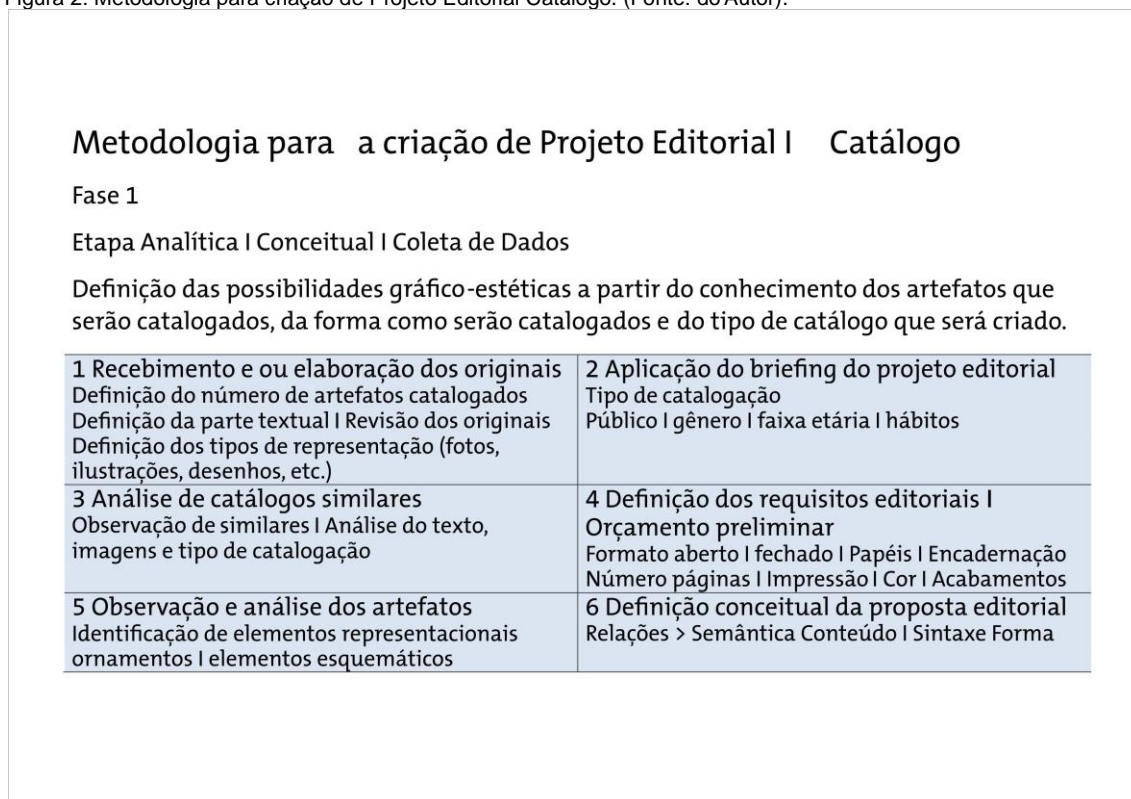 Figura 2: Metodologia para criação de Projeto Editorial Catálogo. (Fonte: do Autor).
Metodologia para a criação de Projeto Editorial I Catálogo
Fase 1
Etapa Analítica I Conceitual I Coleta de Dados
Definição das possibilidades gráfico-estéticas a partir do conhecimento dos artefatos que
serão catalogados, da forma como serão catalogados e do tipo de catálogo que será criado.
1 Recebimento e ou elaboração dos originais
Definição do número de artefatos catalogados
Definição da parte textual I Revisão dos originais
Definição dos tipos de representação (fotos,
ilustrações, desenhos, etc.)
2 Aplicação do briefing do projeto editorial
Tipo de catalogação
Público I gênero I faixa etária I hábitos
3 Análise de catálogos similares
Observação de similares I Análise do texto,
imagens e tipo de catalogação
4 Definição dos requisitos editoriais I
Orçamento preliminar
Formato aberto I fechado I Papéis I Encadernação
Número páginas I Impressão I Cor I Acabamentos
5 Observação e análise dos artefatos
Identificação de elementos representacionais
ornamentos I elementos esquemáticos
6 Definição conceitual da proposta editorial
Relações > Semântica Conteúdo I Sintaxe Forma